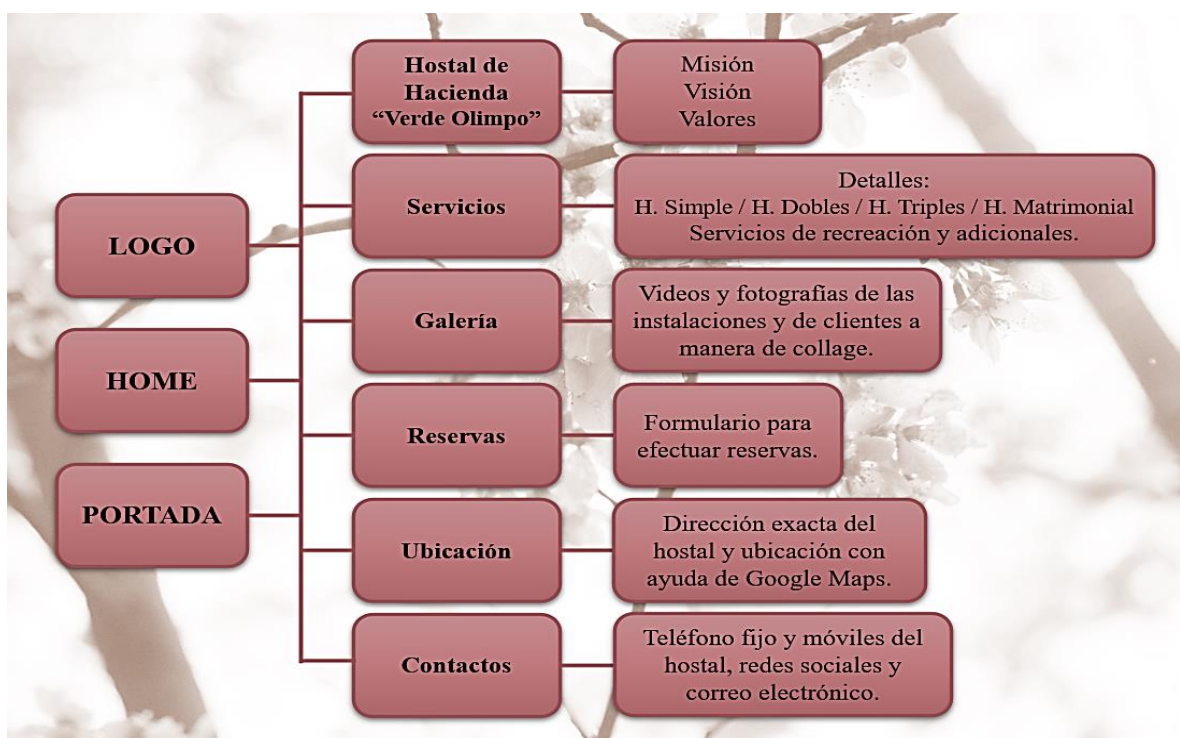 LOGO
HOME
PORTADA
Hostal de
Hacienda
“Verde Olimpo”
Misión
Visión
Valores
Servicios
Detalles:
H. Simple / H. Dobles / H. Triples / H. Matrimonial
Servicios de recreación y adicionales.
Galería
Videos y fotografías de las
instalaciones y de clientes a
manera de collage.
Reservas
Formulario para
efectuar reservas.
Ubicación
Dirección exacta del
hostal y ubicación con
ayuda de Google Maps.
Contactos
Teléfono fijo y móviles del
hostal, redes sociales y
correo electrónico.